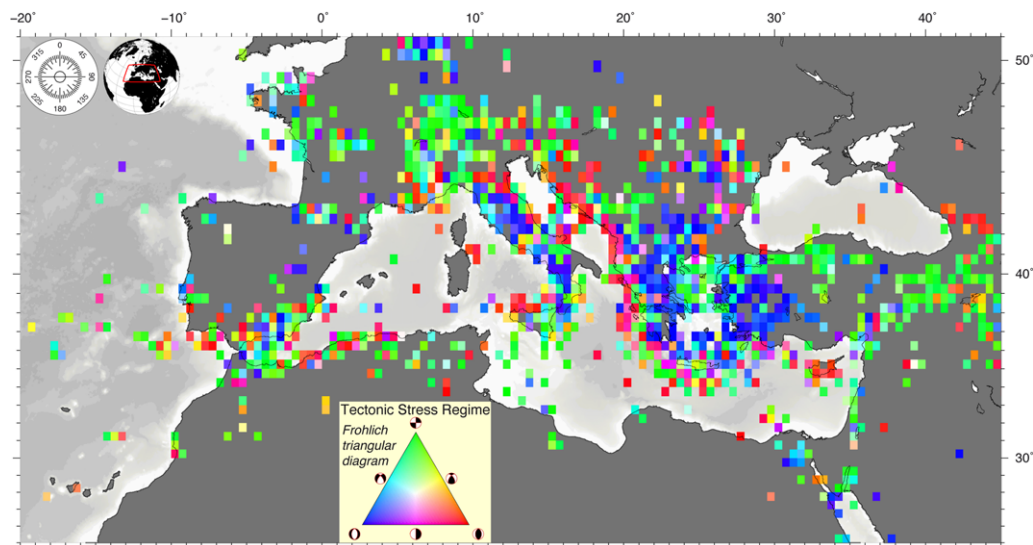 −20° −10° 0° 10° 20° 30° 40°
0
315 45
270 90
225 135
180
50°
40°
30°
Tectonic Stress Regime
Frohlich
triangular
diagram